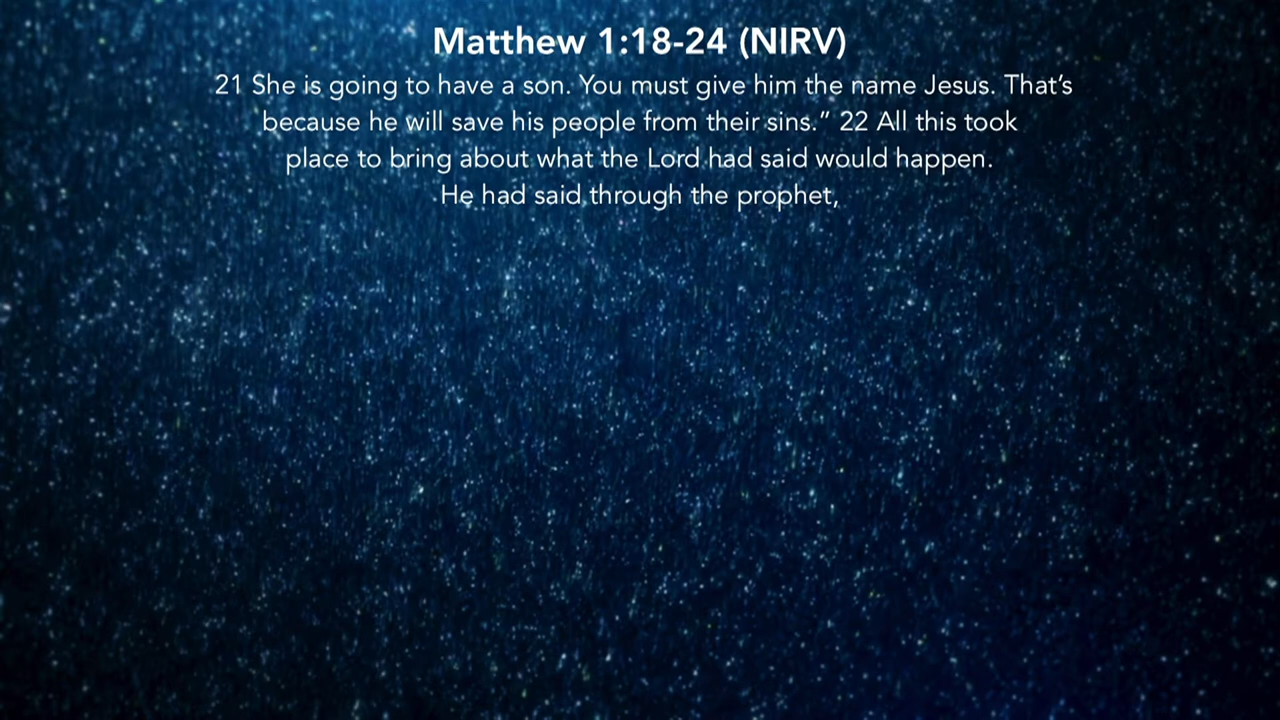 Matthew 1:18-24 (NIRV)
21 She is going to have a son. You must give him the name Jesus. That’s
because he will save his people from their sins.” 22 All this took
place to bring about what the Lord had said would happen.
He had said through the prophet,